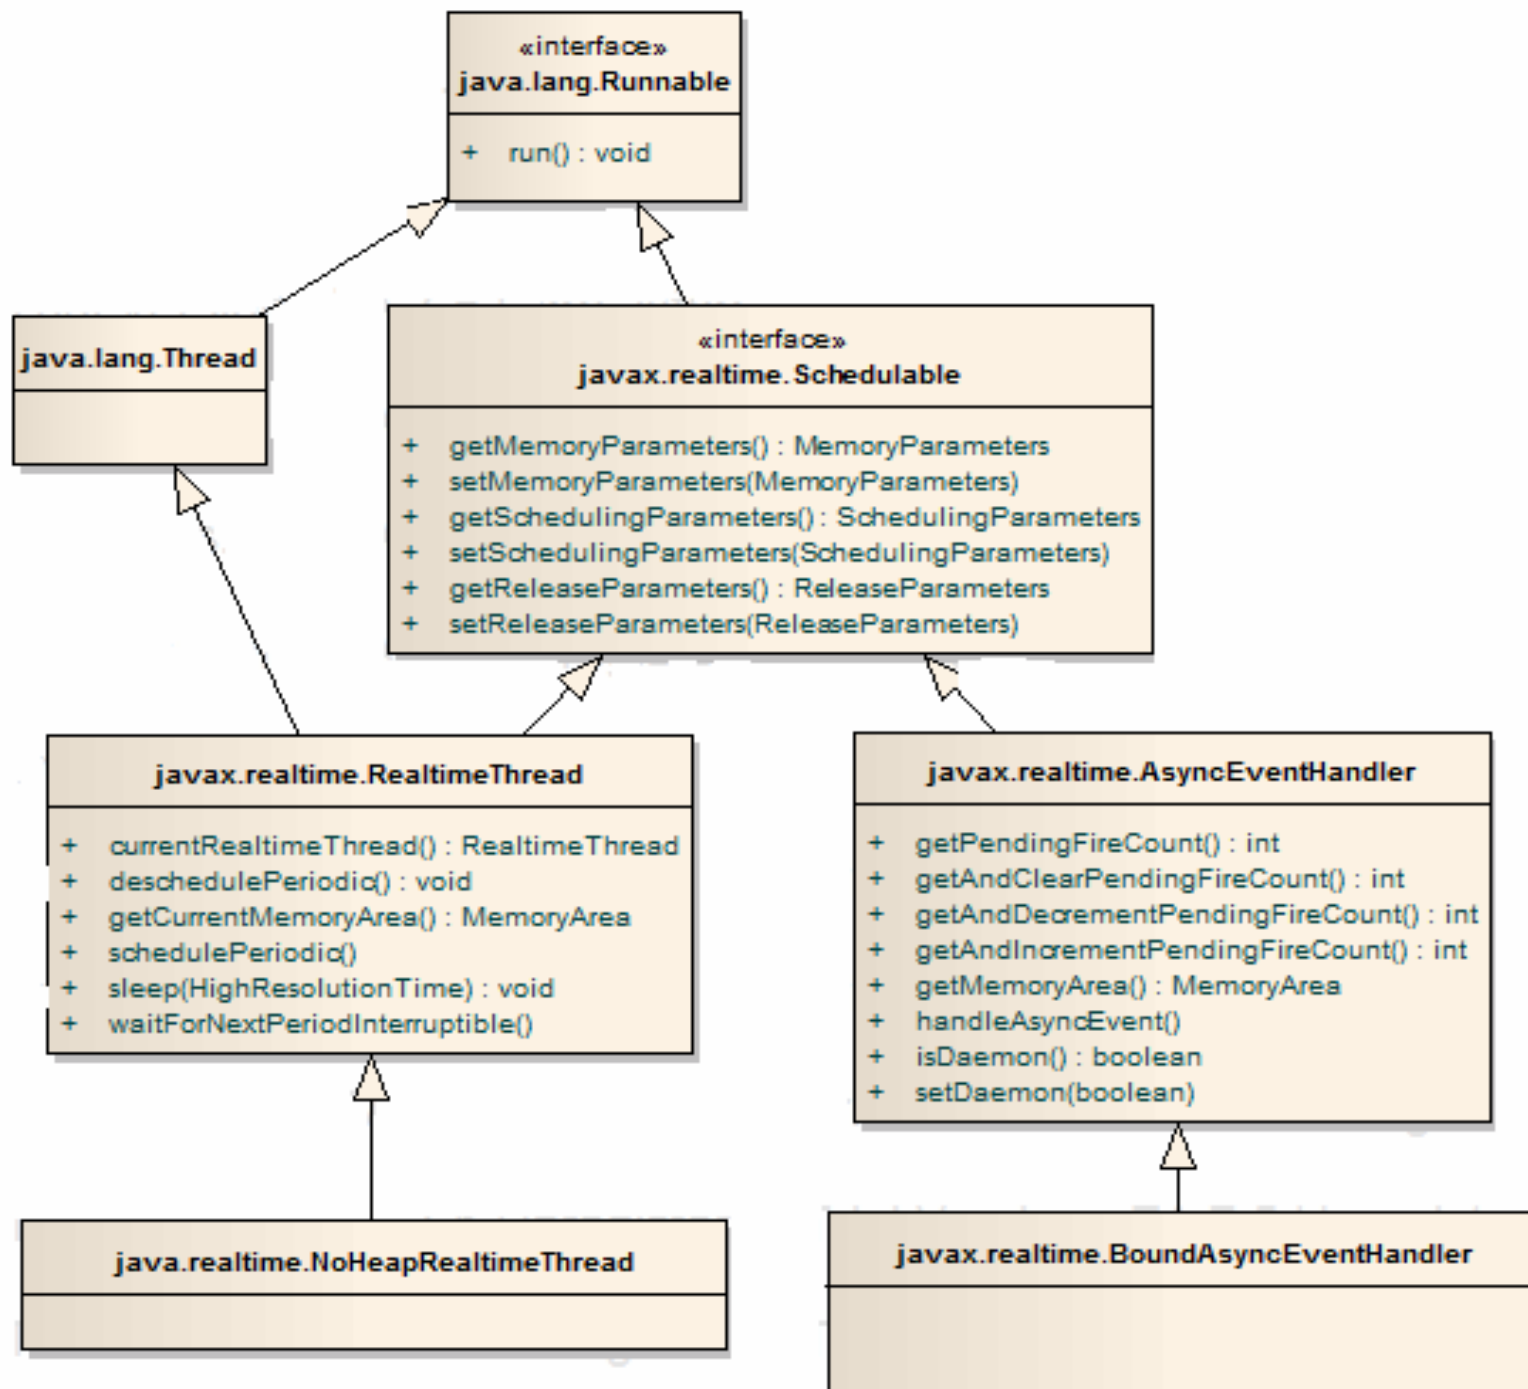 «interface»
java.lang.Runnable
+ run() : void
java.lang.Thread
«interface»
javax.realtime.Schedulable
+ getMemoryParameters() : MemoryParameters
+ setMemoryParameters(MemoryParameters)
+ getSchedulingParameters() : SchedulingParameters
+ setSchedulingParameters(SchedulingParameters)
+ getReleaseParameters() : ReleaseParameters
+ setReleaseParameters(ReleaseParameters)
javax.realtime.RealtimeThread
+ currentRealtimeThread() : RealtimeThread
+ deschedulePeriodic() : void
+ getCurrentMemoryArea() : MemoryArea
+ schedulePeriodic()
+ sleep(HighResolutionTime) : void
+ waitForNextPeriodInterruptible()
javax.realtime.AsyncEventHandler
+ getPendingFireCount() : int
+ getAndClearPendingFireCount() : int
+ getAndDecrementPendingFireCount() : int
+ getAndIncrementPendingFireCount() : int
+ getMemoryArea() : MemoryArea
+ handleAsyncEvent()
+ isDaemon() : boolean
+ setDaemon(boolean)
java.realtime.NoHeapRealtimeThread
javax.realtime.BoundAsyncEventHandler